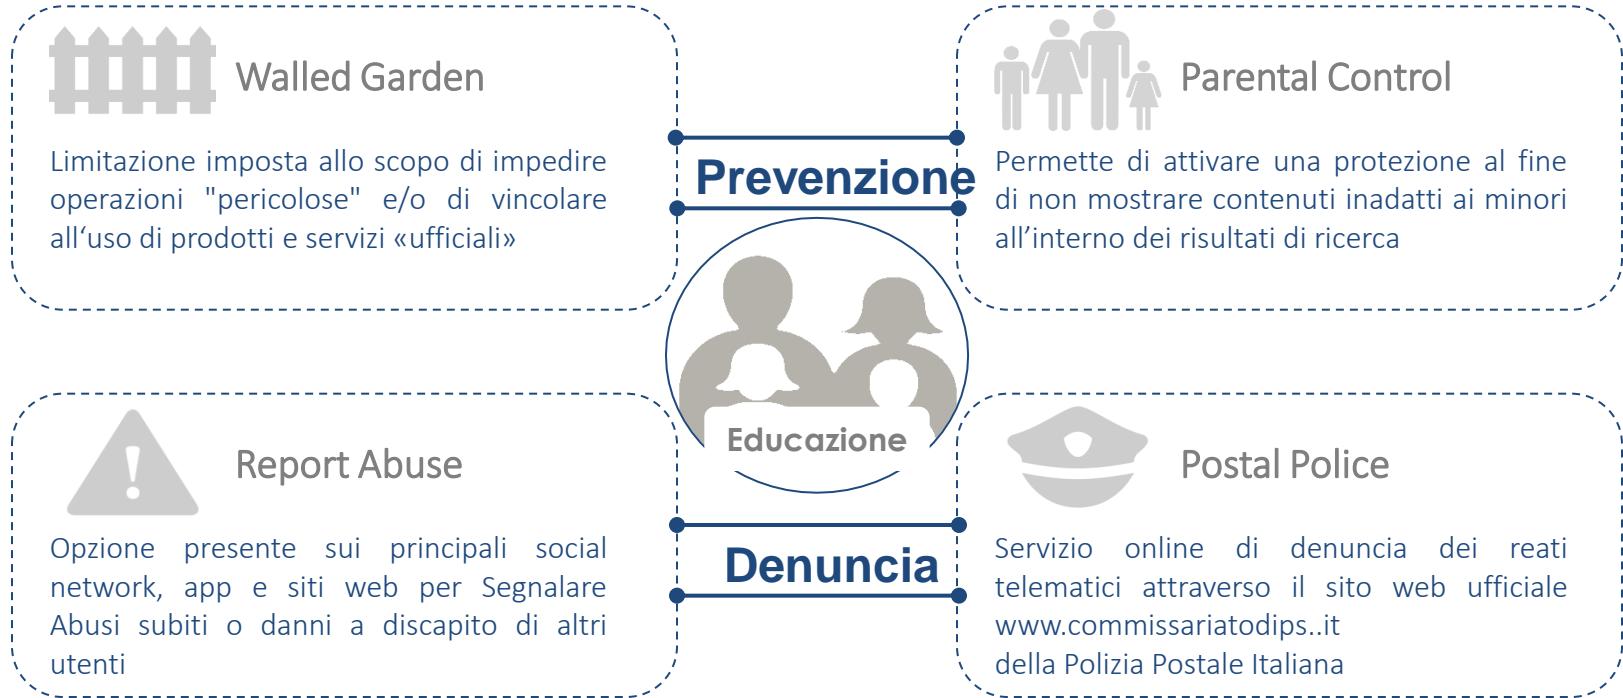 Walled Garden
Limitazione imposta allo scopo di impedire
operazioni "pericolose" e/o di vincolare
all‘uso di prodotti e servizi «ufficiali»
Prevenzione
Parental Control
Permette di attivare una protezione al fine
di non mostrare contenuti inadatti ai minori
all’interno dei risultati di ricerca
Educazione
Report Abuse
Opzione presente sui principali social
network, app e siti web per Segnalare
Abusi subiti o danni a discapito di altri
utenti
Denuncia
Postal Police
Servizio online di denuncia dei reati
telematici attraverso il sito web ufficiale
www.commissariatodips..it
della Polizia Postale Italiana